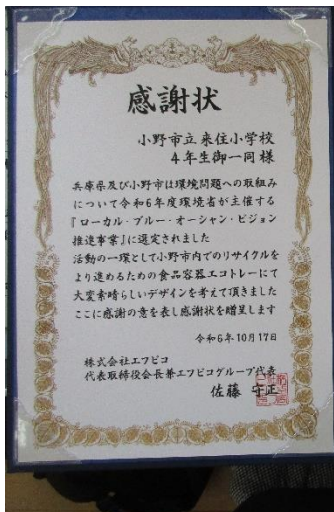 感謝状
小野市立来住小学校
4年生御一同様
兵庫県及び小野市は環境問題への取組み
について令和6年度環境省が主催する
『ローカル・ブルー・オーシャン・ビジョン
推進事業』に選定されました
活動の一環として小野市内でのリサイクルを
より進めるための食品容器エコトレーにて
大変素晴らしいデザインを考えて頂きました
ここに感謝の意を表し感謝状を贈呈します
令和6年10月17日
株式会社エフピコ
代表取締役会長兼エフピコグループ代表
佐藤 守正